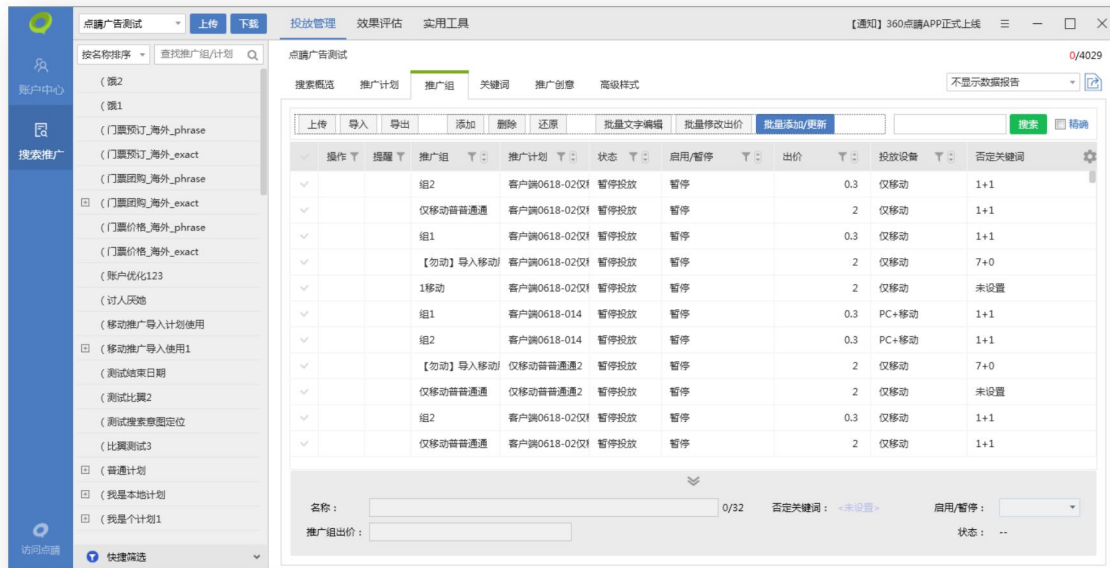 点睛广告测试 上传 下载 投放管理 效果评估 实用工具 【通知】360点睛APP正式上线
按名称排序 查找推广组/计划 点睛广告测试 0/4029
账户中心
搜索推广
访问点睛
(饿2
(饿1
(门票预订_海外_phrase
(门票预订_海外_exact
(门票团购_海外_phrase
(门票团购_海外_exact
(门票价格_海外_phrase
(门票价格_海外_exact
(账户优化123
(讨人厌她
(移动推广导入计划使用
(移动推广导入使用1
(测试结束日期
(测试比翼2
(测试搜索意图定位
(比翼测试3
(普通计划
(我是本地计划
(我是个计划1
快捷筛选
搜索概览 推广计划 推广组 关键词 推广创意 高级样式 不显示数据报告
上传 导入 导出 添加 删除 还原 批量文字编辑 批量修改出价 批量添加/更新 搜索 精确
操作 提醒 推广组 推广计划 状态 启用/暂停 出价 投放设备 否定关键词
组2 客户端0618-02仅 暂停投放 暂停 0.3 仅移动 1+1
仅移动普普通通 客户端0618-02仅 暂停投放 暂停 2 仅移动 1+1
组1 客户端0618-02仅 暂停投放 暂停 0.3 仅移动 1+1
【勿动】导入移动 客户端0618-02仅 暂停投放 暂停 2 仅移动 7+0
1移动 客户端0618-02仅 暂停投放 暂停 2 仅移动 未设置
组1 客户端0618-014 暂停投放 暂停 0.3 PC+移动 1+1
组2 客户端0618-014 暂停投放 暂停 0.3 PC+移动 1+1
【勿动】导入移动 仅移动普普通通2 暂停投放 暂停 2 仅移动 7+0
仅移动普普通通 仅移动普普通通2 暂停投放 暂停 2 仅移动 未设置
组2 客户端0618-02仅 暂停投放 暂停 0.3 仅移动 1+1
仅移动普普通通 客户端0618-02仅 暂停投放 暂停 2 仅移动 1+1
名称： 0/32 否定关键词： <未设置> 启用/暂停：
推广组出价： 状态： --